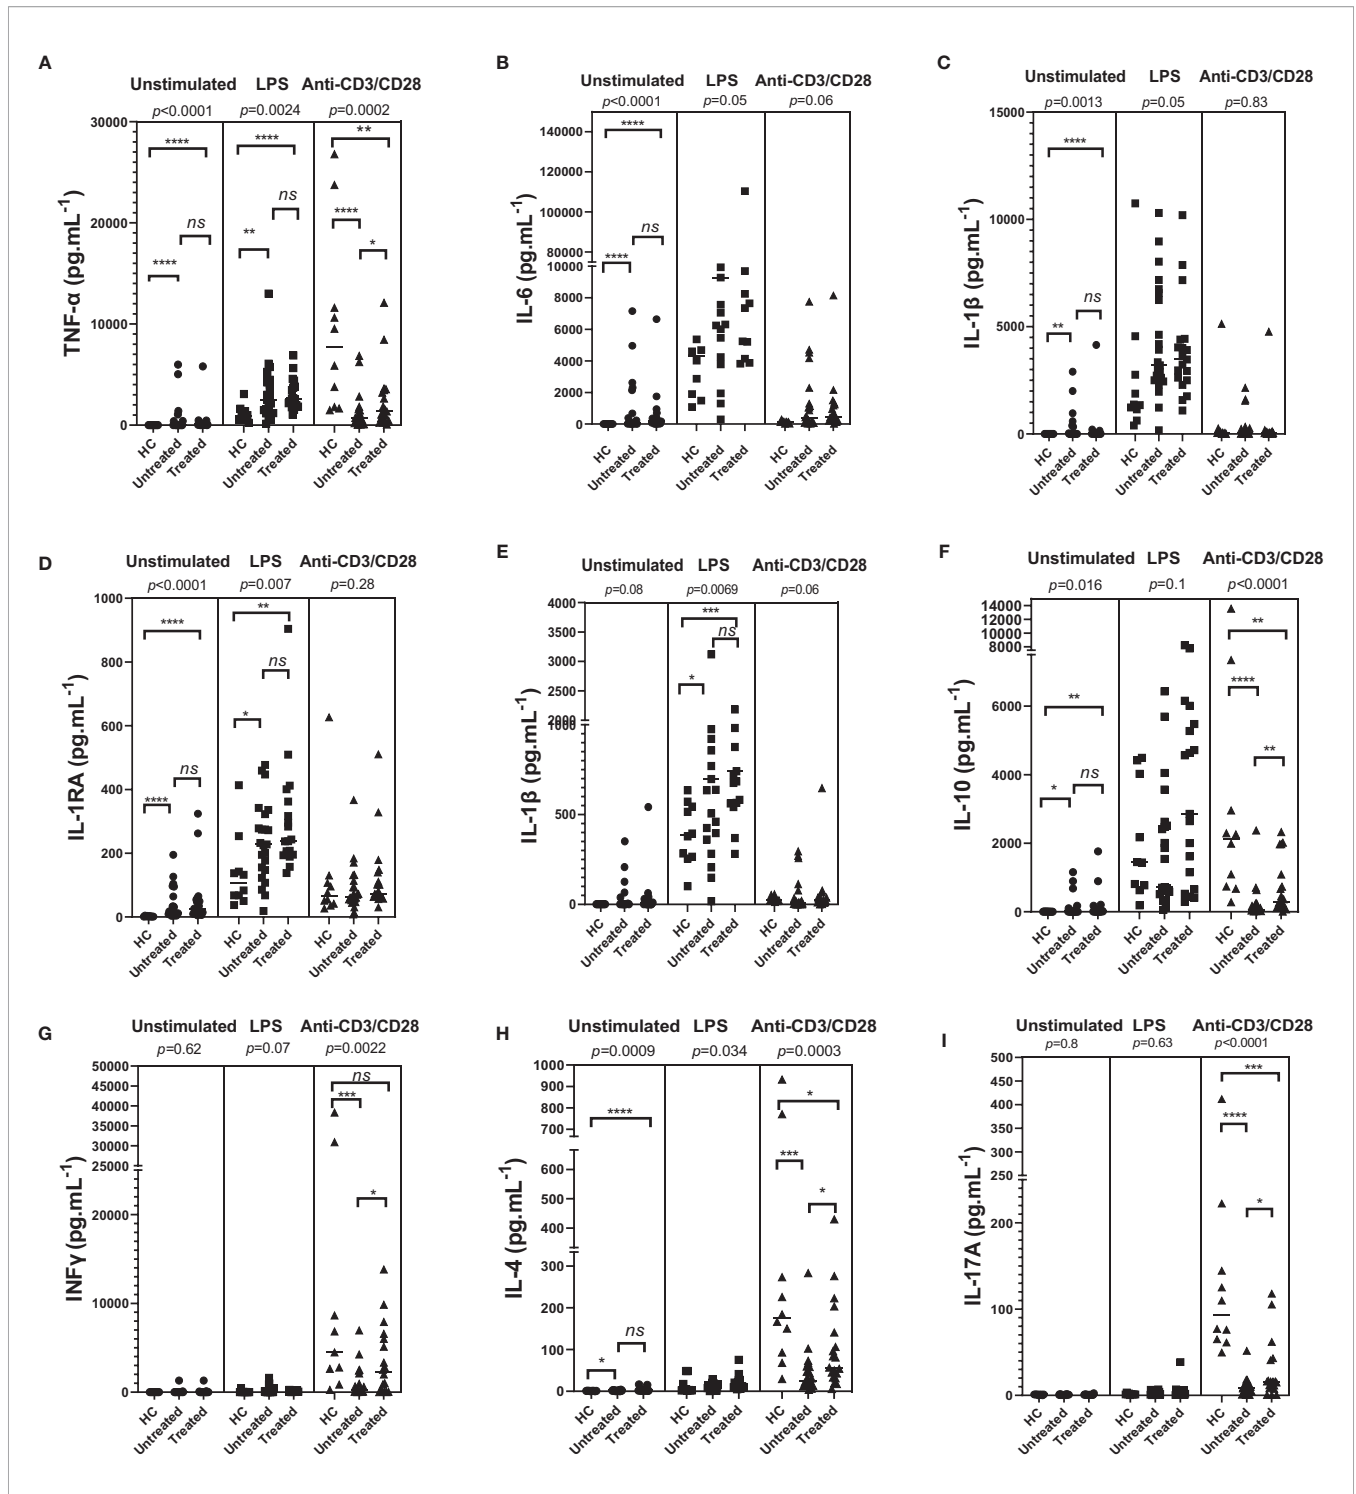 A
Unstimulated LPS Anti-CD3/CD28
p<0.0001 p=0.0024 p=0.0002
TNF-α (pg.mL-1)
30000
20000
10000
0
**** **** **
ns
****
** ****
ns *
****
HC Untreated Treated HC Untreated Treated HC Untreated Treated
B
Unstimulated LPS Anti-CD3/CD28
p<0.0001 p=0.05 p=0.06
IL-6 (pg.mL-1)
140000
120000
100000
80000
10000
8000
6000
4000
2000
0
****
ns
****
HC Untreated Treated HC Untreated Treated HC Untreated Treated
C
Unstimulated LPS Anti-CD3/CD28
p=0.0013 p=0.05 p=0.83
IL-1β (pg.mL-1)
15000
10000
5000
0
****
ns
**
HC Untreated Treated HC Untreated Treated HC Untreated Treated
D
Unstimulated LPS Anti-CD3/CD28
p<0.0001 p=0.007 p=0.28
IL-1RA (pg.mL-1)
1000
800
600
400
200
0
**** **
ns
*
ns
****
HC Untreated Treated HC Untreated Treated HC Untreated Treated
E
Unstimulated LPS Anti-CD3/CD28
p=0.08 p=0.0069 p=0.06
IL-1β (pg.mL-1)
4000
3500
3000
2500
2000
1000
500
0
***
ns
*
HC Untreated Treated HC Untreated Treated HC Untreated Treated
F
Unstimulated LPS Anti-CD3/CD28
p=0.016 p=0.1 p<0.0001
IL-10 (pg.mL-1)
14000
12000
10000
8000
6000
4000
2000
0
**
****
**
**
ns
*
HC Untreated Treated HC Untreated Treated HC Untreated Treated
G
Unstimulated LPS Anti-CD3/CD28
p=0.62 p=0.07 p=0.0022
INFγ (pg.mL-1)
50000
45000
40000
35000
30000
25000
20000
10000
0
ns
***
*
HC Untreated Treated HC Untreated Treated HC Untreated Treated
H
Unstimulated LPS Anti-CD3/CD28
p=0.0009 p=0.034 p=0.0003
IL-4 (pg.mL-1)
1000
900
800
700
600
500
400
300
200
100
0
**** *
***
*
ns
*
HC Untreated Treated HC Untreated Treated HC Untreated Treated
I
Unstimulated LPS Anti-CD3/CD28
p=0.8 p=0.63 p<0.0001
IL-17A (pg.mL-1)
500
450
400
350
300
250
200
100
0
***
****
*
HC Untreated Treated HC Untreated Treated HC Untreated Treated